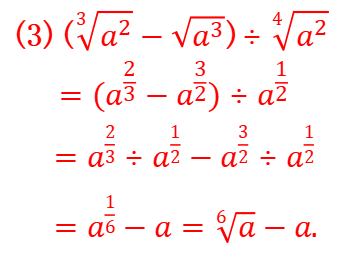 (3) (∛a² − √a³) ÷ ∜a²
= (a^(2/3) − a^(3/2)) ÷ a^(1/2)
= a^(2/3) ÷ a^(1/2) − a^(3/2) ÷ a^(1/2)
= a^(1/6) − a = ⁶√a − a.